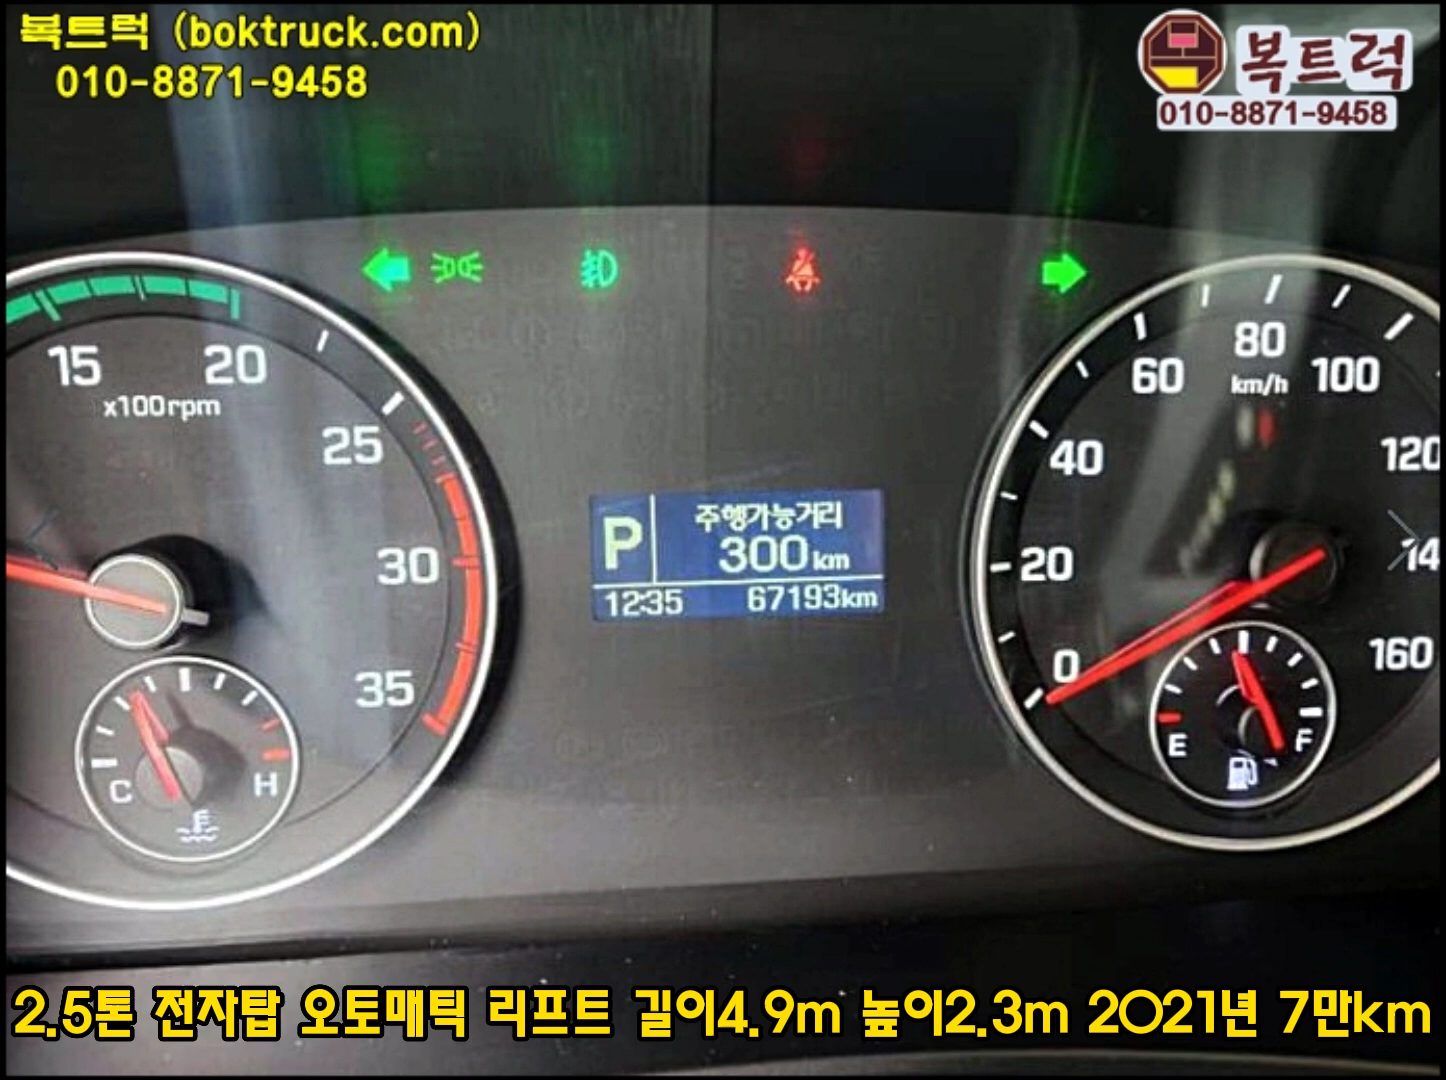 복트럭 (boktruck.com)
010-8871-9458
복트럭
010-8871-9458
15
20
x100rpm
25
30
35
C
H
P
주행가능거리
300km
12:35
67193km
0
20
40
60
80
km/h
100
120
14
160
E
F
2.5톤 전자탑 오토매틱 리프트 길이4.9m 높이2.3m 2021년 7만km